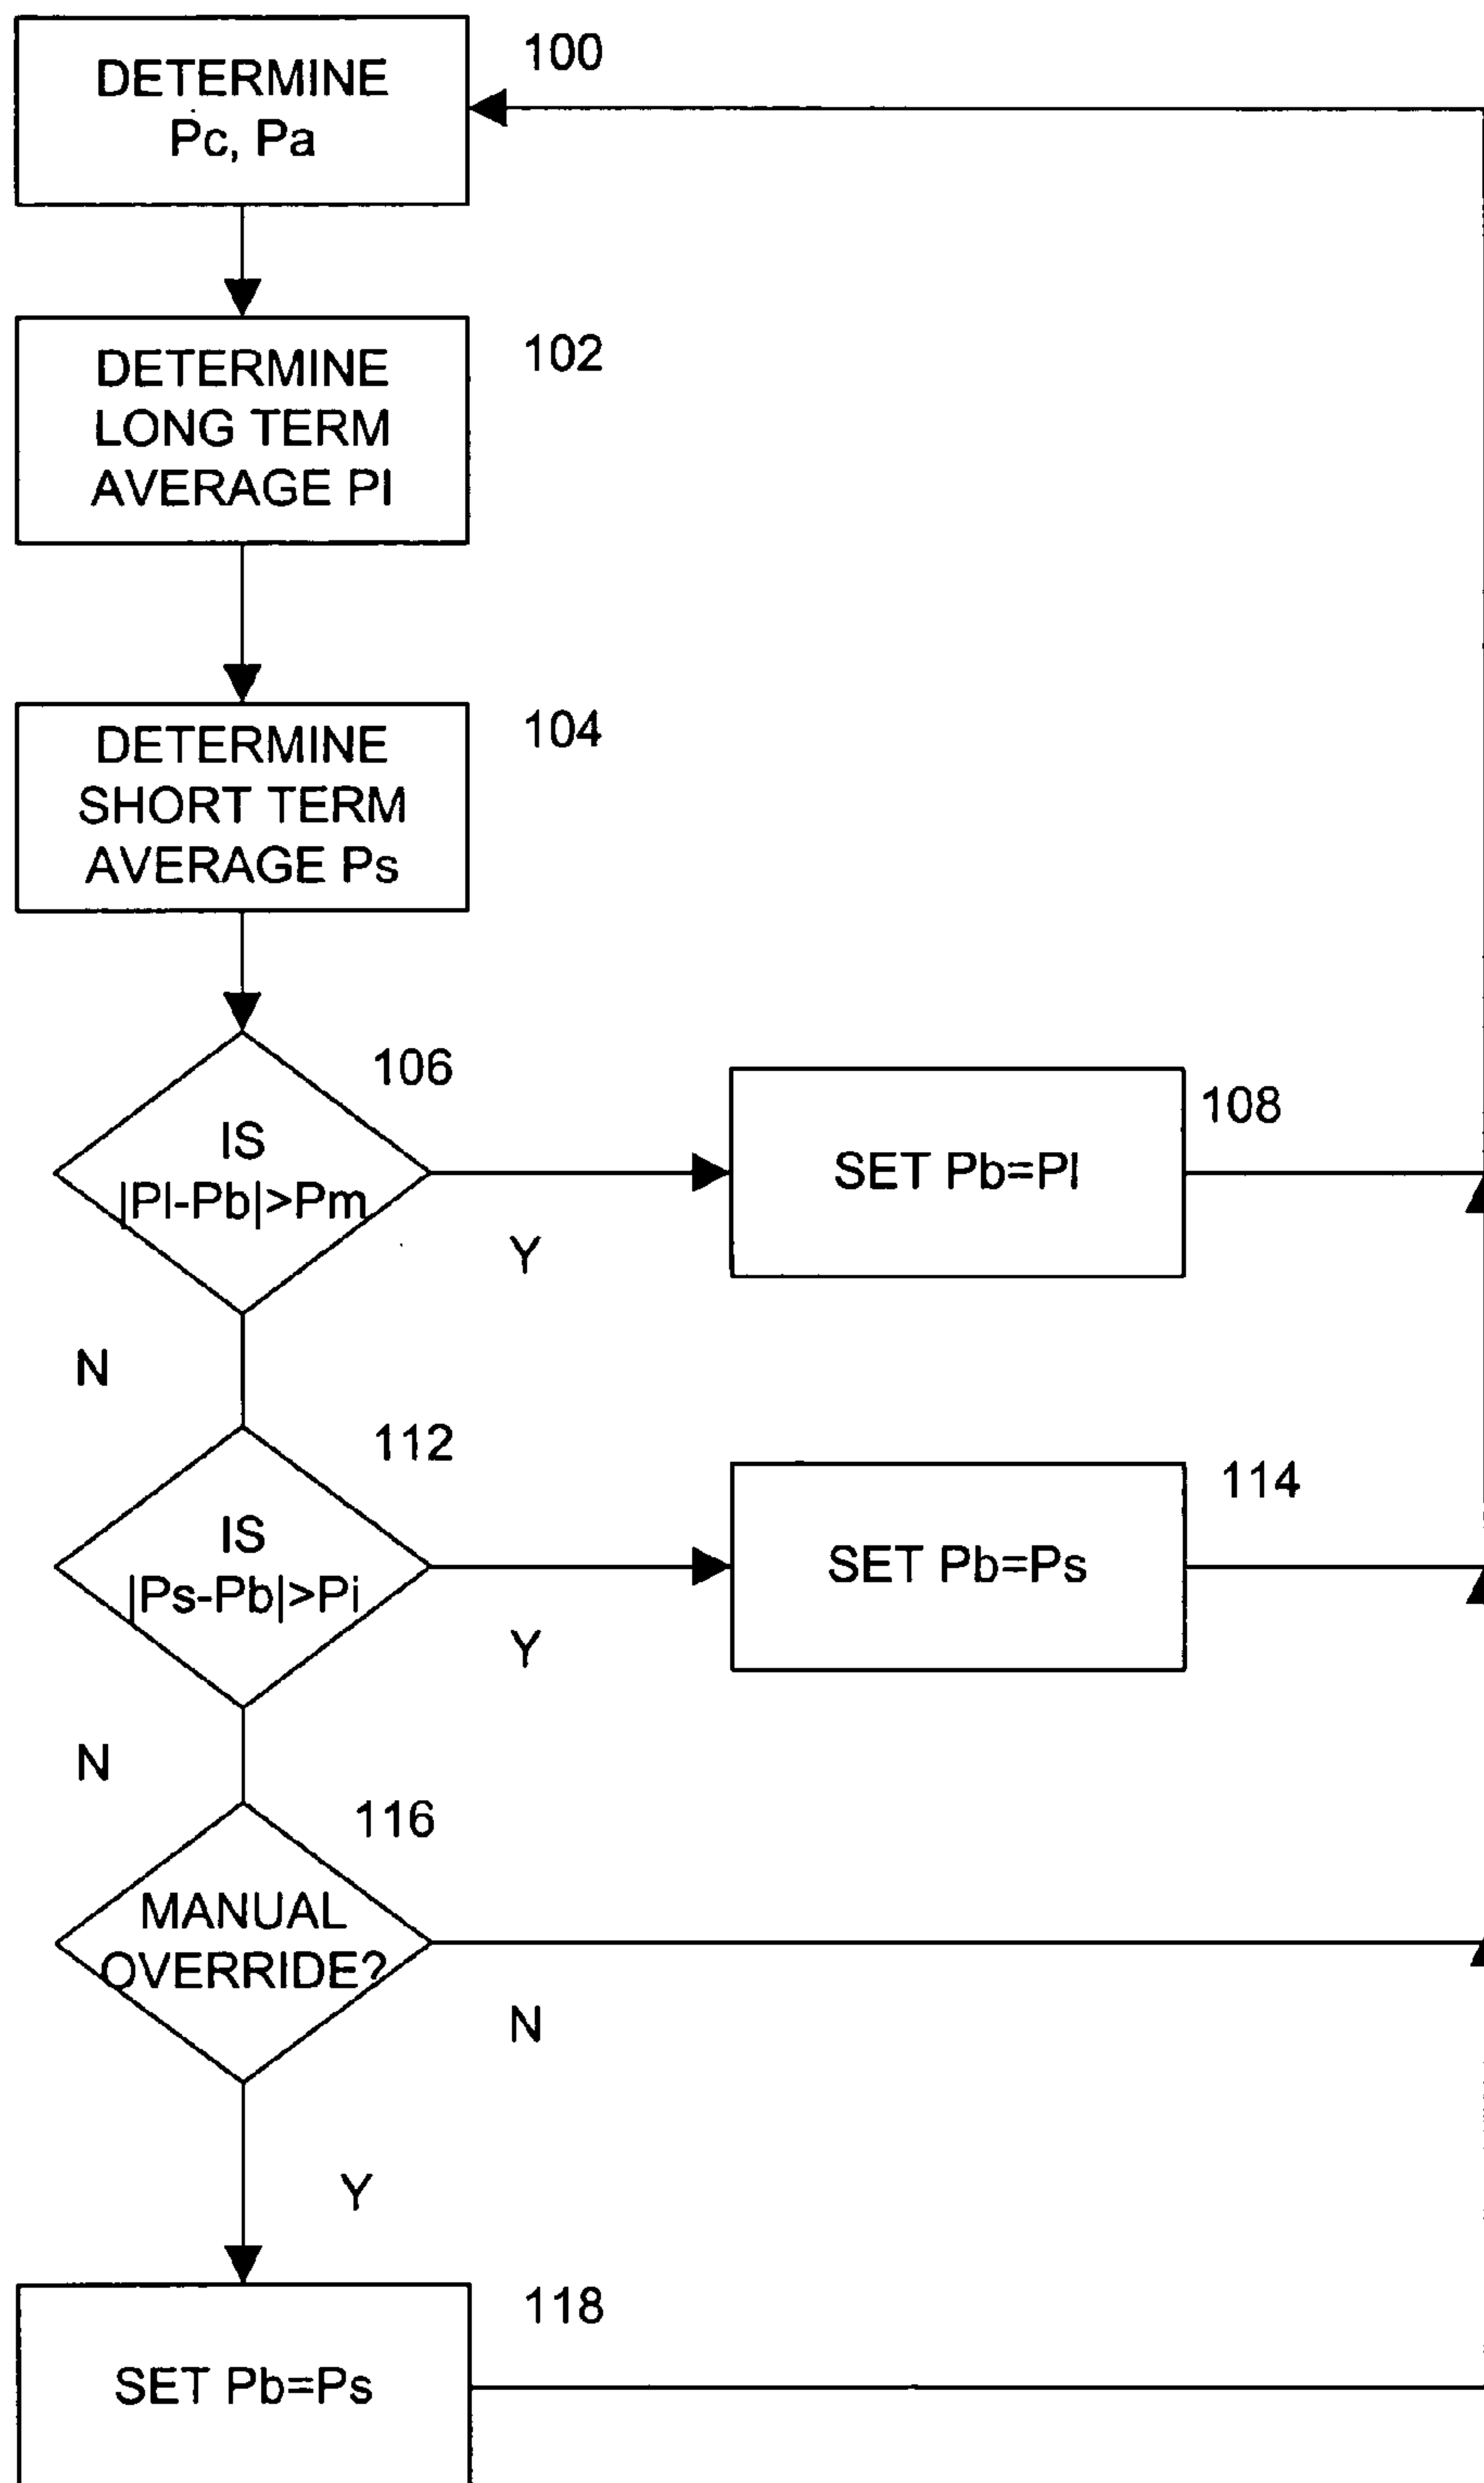 DETERMINE
Pc, Pa
100
DETERMINE
LONG TERM
AVERAGE Pl
102
DETERMINE
SHORT TERM
AVERAGE Ps
104
IS
|Pl-Pb|>Pm
106
Y
SET Pb=Pl
108
N
IS
|Ps-Pb|>Pi
112
Y
SET Pb=Ps
114
N
MANUAL
OVERRIDE?
116
N
Y
SET Pb=Ps
118